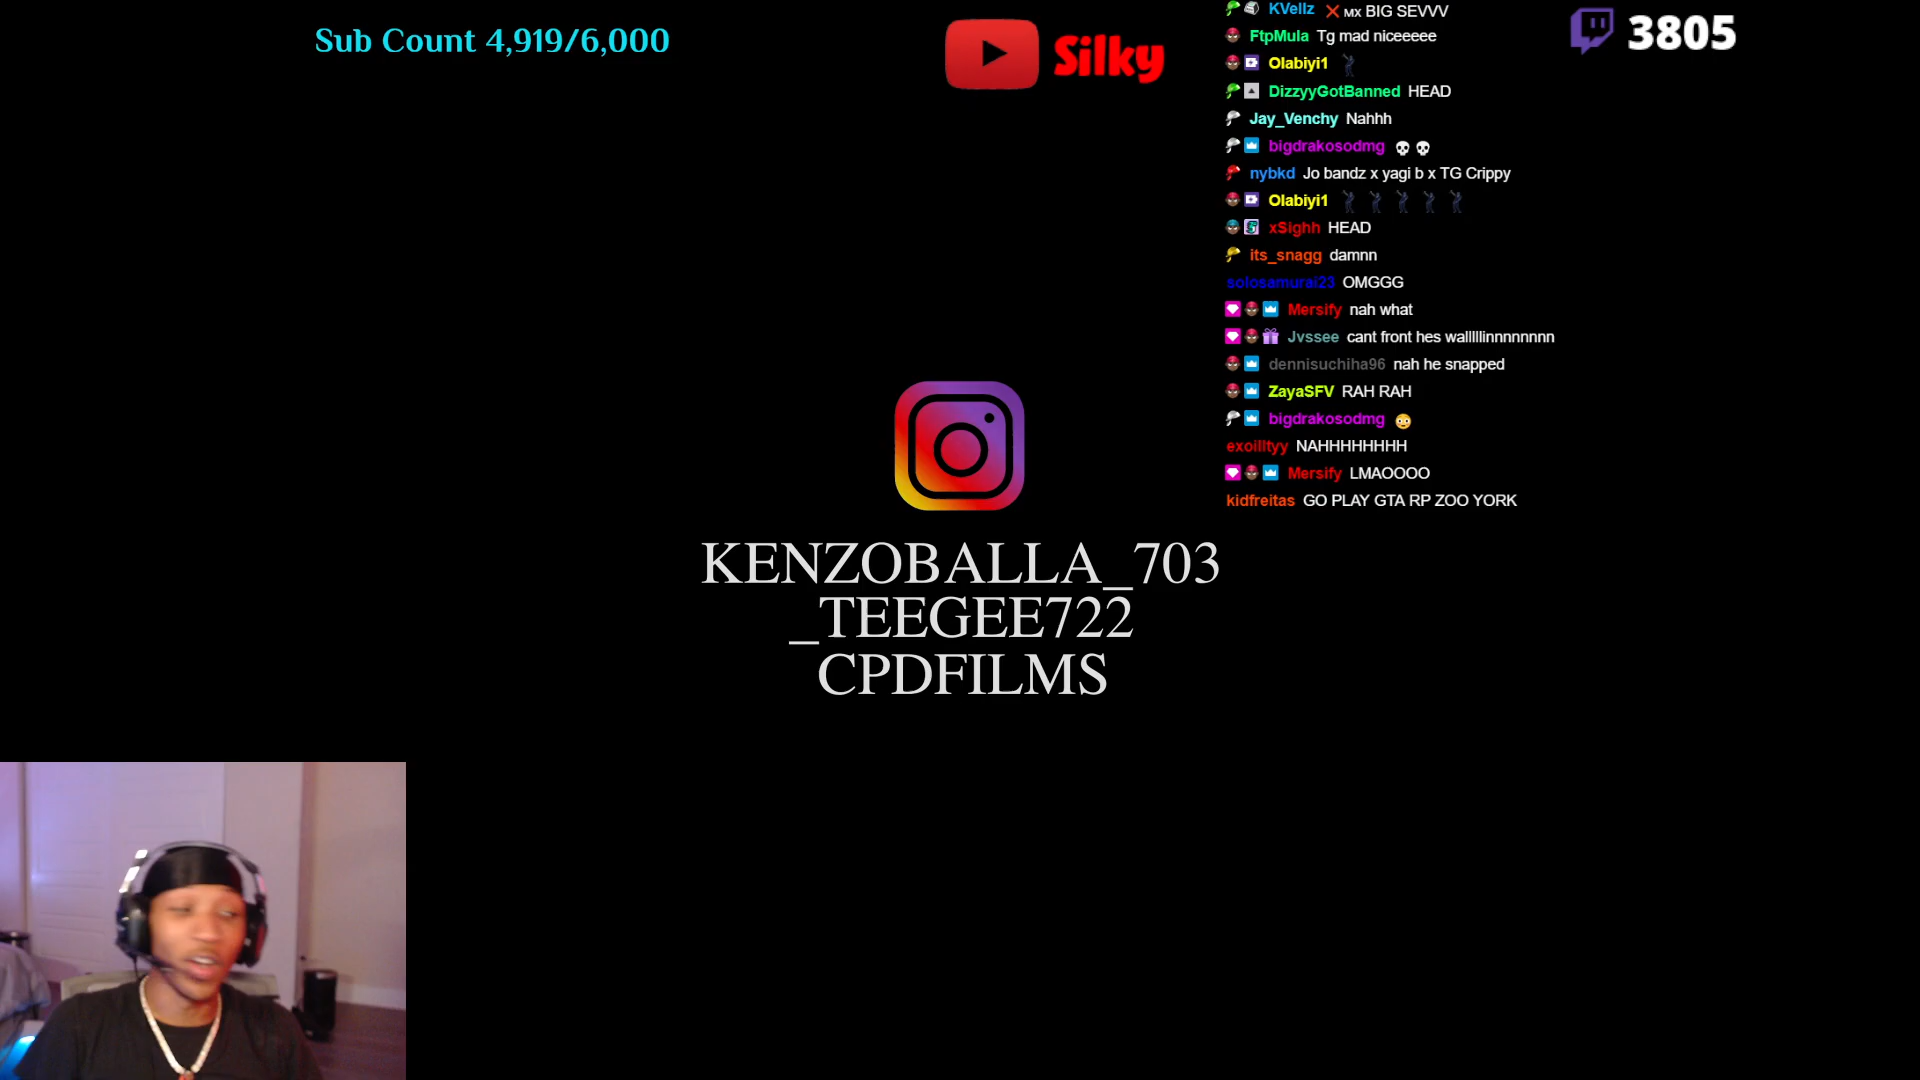 Sub Count 4,919/6,000
Silky
3805
KVellz MX BIG SEVVV
FtpMula Tg mad niceeeee
Olabiyi1
DizzyyGotBanned HEAD
Jay_Venchy Nahhh
bigdrakosodmg
nybkd Jo bandz x yagi b x TG Crippy
Olabiyi1
xSighh HEAD
its_snagg damnn
solosamurai23 OMGGG
Mersify nah what
Jvssee cant front hes walllllinnnnnnnn
dennisuchiha96 nah he snapped
ZayaSFV RAH RAH
bigdrakosodmg
exoilltyy NAHHHHHHHH
Mersify LMAOOOO
kidfreitas GO PLAY GTA RP ZOO YORK
KENZOBALLA_703
_TEEGEE722
CPDFILMS